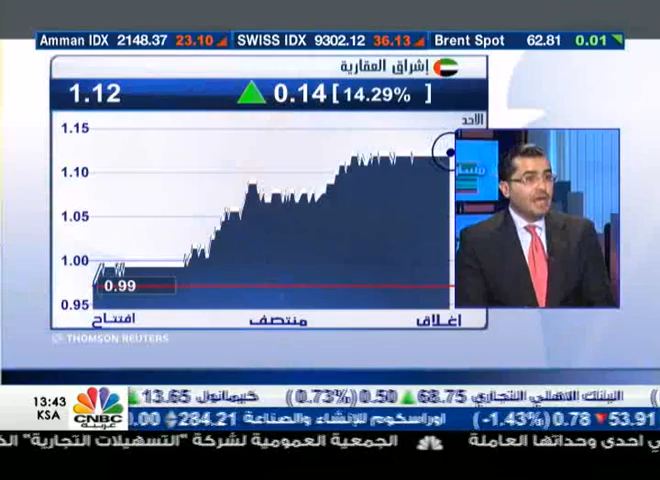 Amman IDX 2148.37 23.10 SWISS IDX 9302.12 36.13 Brent Spot 62.81 0.01
إشراق العقارية
1.12 0.14 [ 14.29% ]
الاحد
1.15
1.10
1.05
1.00
0.99
0.95
افتتاح منتصف اغلاق
THOMSON REUTERS
13:43
KSA
CNBC
عربية
البنك الاهلي التجاري 68.75 0.50 (0.73%) كيمانول 13.65
53.91 0.78 (-1.43%) اوراسكوم للإنشاء والصناعة 284.21 0.00
ي احدى وحداتها العاملة الجمعية العمومية لشركة "التسهيلات التجارية"